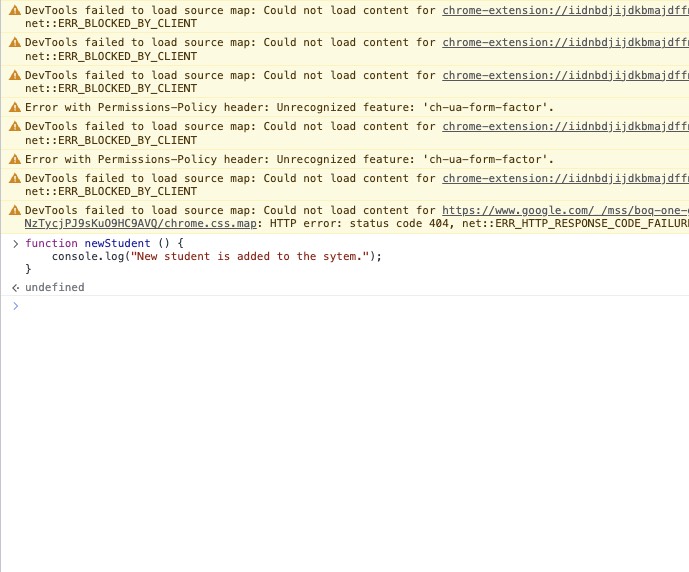 DevTools failed to load source map: Could not load content for chrome-extension://iidnbdjijdkbmajdff
net::ERR_BLOCKED_BY_CLIENT
DevTools failed to load source map: Could not load content for chrome-extension://iidnbdjijdkbmajdff
net::ERR_BLOCKED_BY_CLIENT
DevTools failed to load source map: Could not load content for chrome-extension://iidnbdjijdkbmajdff
net::ERR_BLOCKED_BY_CLIENT
Error with Permissions-Policy header: Unrecognized feature: 'ch-ua-form-factor'.
DevTools failed to load source map: Could not load content for chrome-extension://iidnbdjijdkbmajdff
net::ERR_BLOCKED_BY_CLIENT
Error with Permissions-Policy header: Unrecognized feature: 'ch-ua-form-factor'.
DevTools failed to load source map: Could not load content for chrome-extension://iidnbdjijdkbmajdff
net::ERR_BLOCKED_BY_CLIENT
DevTools failed to load source map: Could not load content for https://www.google.com/_/mss/boq-one-
NzTycjPJ9sKuO9HC9AVQ/chrome.css.map: HTTP error: status code 404, net::ERR_HTTP_RESPONSE_CODE_FAILUR
> function newStudent () {
console.log("New student is added to the sytem.");
}
undefined
>